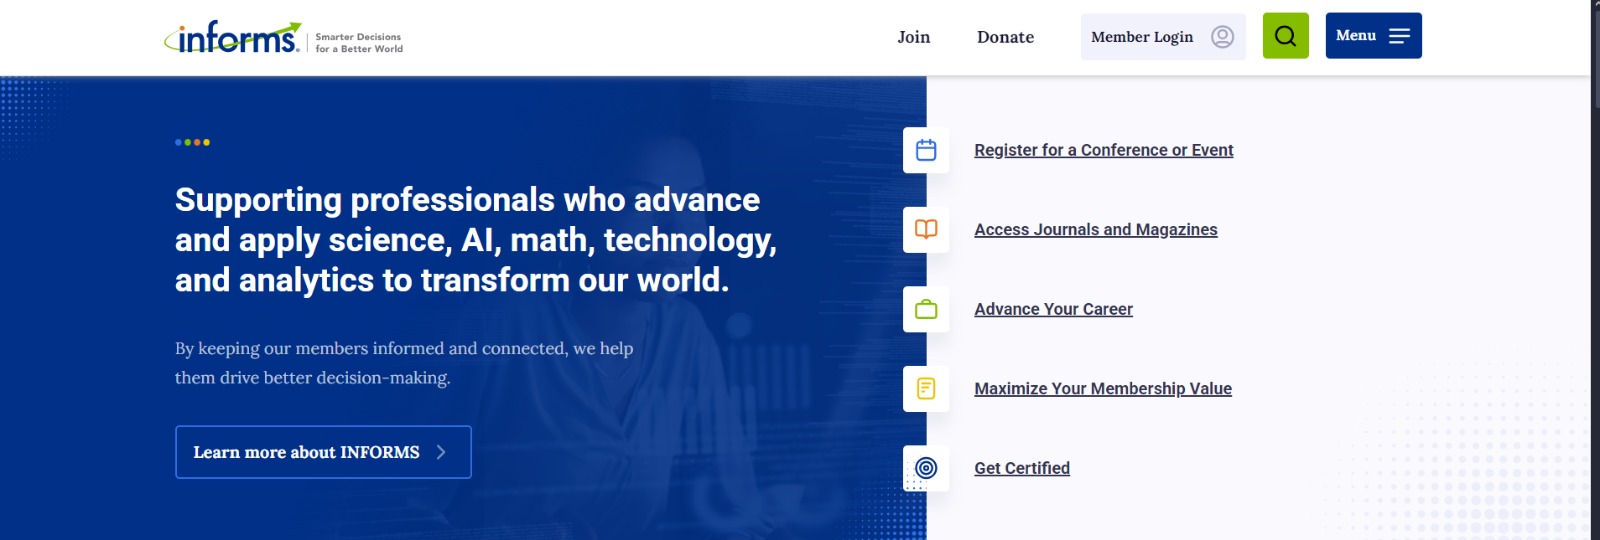 informs.
Smarter Decisions
for a Better World
Join
Donate
Member Login
Menu
Supporting professionals who advance
and apply science, AI, math, technology,
and analytics to transform our world.
By keeping our members informed and connected, we help
them drive better decision-making.
Learn more about INFORMS
Register for a Conference or Event
Access Journals and Magazines
Advance Your Career
Maximize Your Membership Value
Get Certified